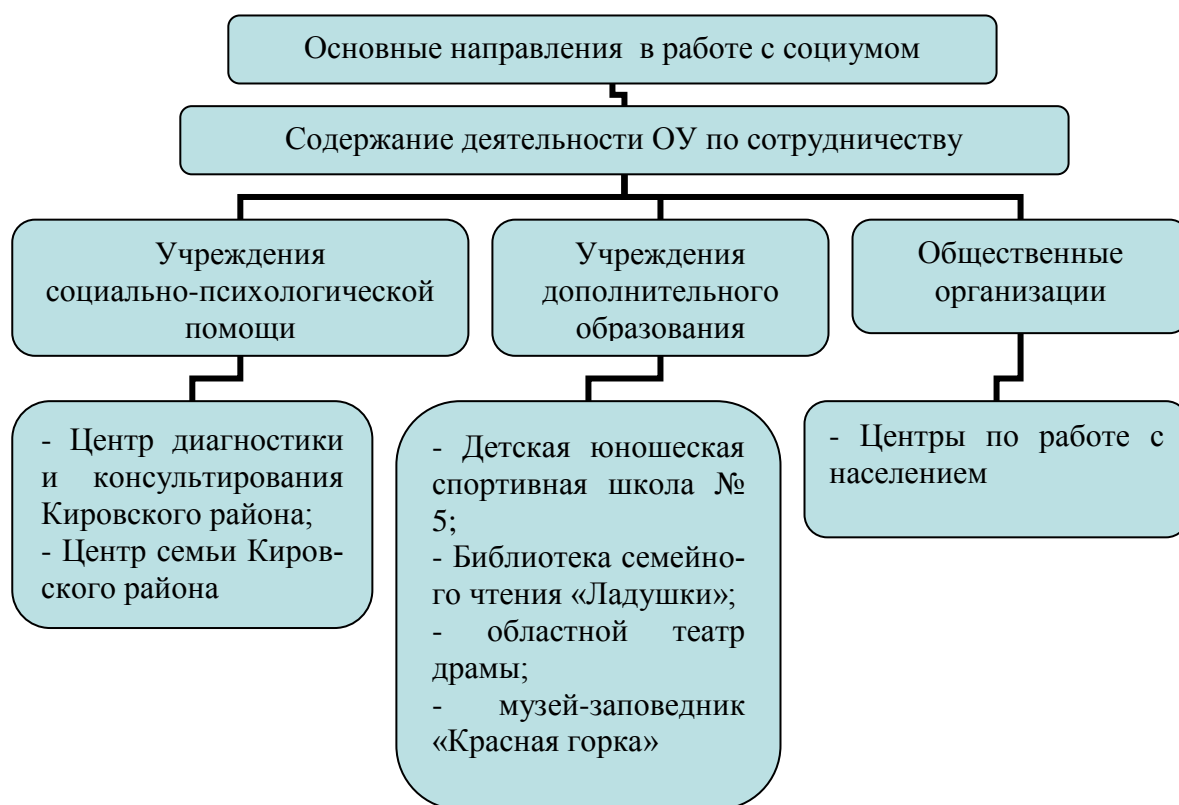 Основные направления в работе с социумом
Содержание деятельности ОУ по сотрудничеству
Учреждения
социально-психологической
помощи
Учреждения
дополнительного
образования
Общественные
организации
- Центр диагностики
и консультирования
Кировского района;
- Центр семьи Киров-
ского района
- Детская юношеская
спортивная школа №
5;
- Библиотека семейно-
го чтения «Ладушки»;
- областной театр
драмы;
- музей-заповедник
«Красная горка»
- Центры по работе с
населением